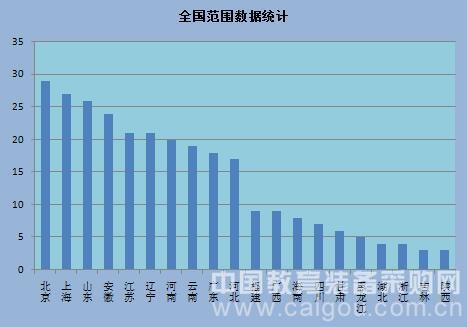 全国范围数据统计
35
30
25
20
15
10
5
0
北京
上海
山东
安徽
江苏
辽宁
河南
云南
广东
河北
福建
广西
海南
四川
甘肃
黑龙江
湖北
浙江
吉林
陕西
中国教育装备采购网
www.caigou.com.cn